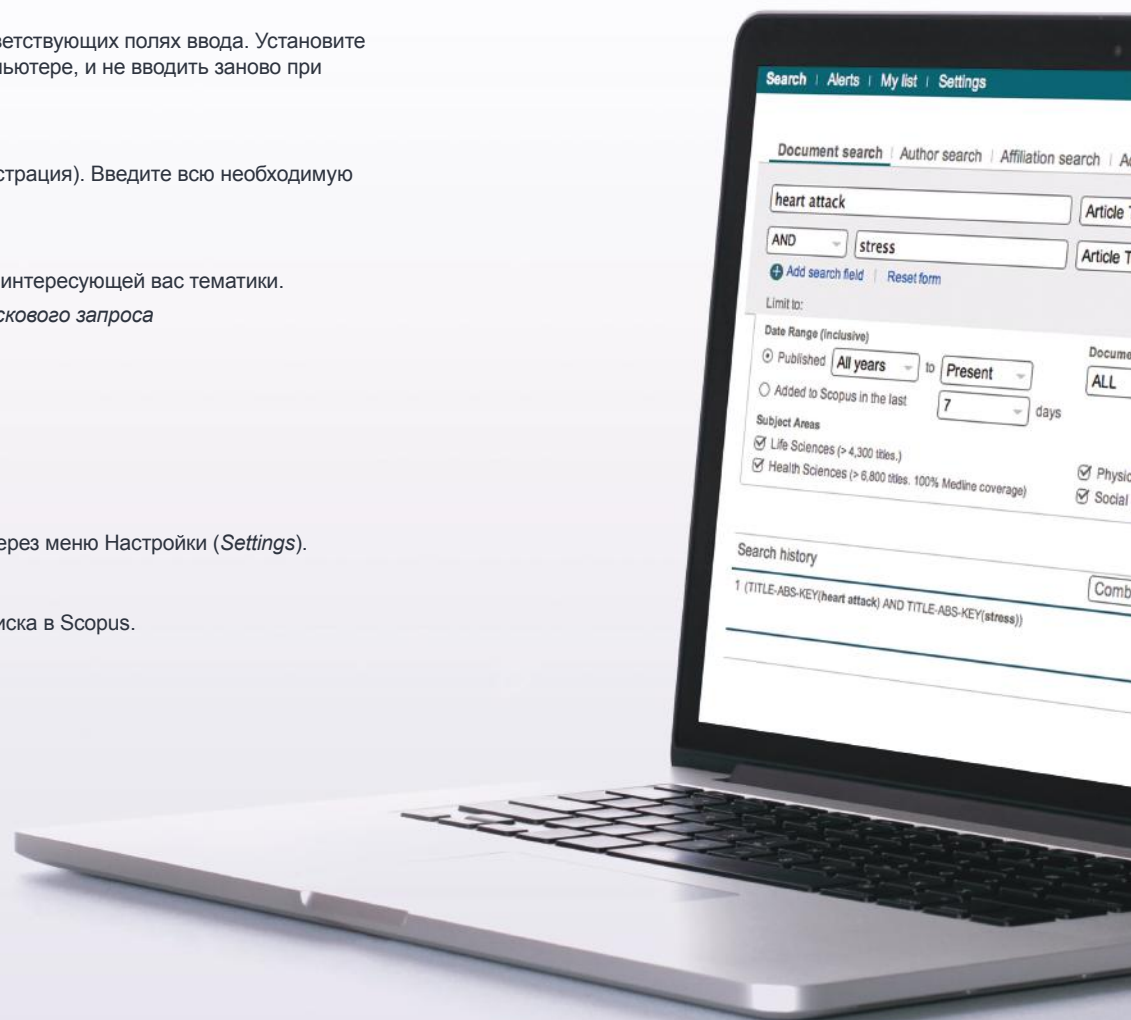 ветствующих полях ввода. Установите
пьютере, и не вводить заново при
страция). Введите всю необходимую
интересующей вас тематики.
скового запроса
ерез меню Настройки (Settings).
иска в Scopus.
Search | Alerts | My list | Settings
Document search | Author search | Affiliation search | Ad
heart attack
Article T
AND
stress
Article T
Add search field | Reset form
Limit to:
Date Range (inclusive)
Published All years to Present
Docume
ALL
Added to Scopus in the last 7 days
Subject Areas
Life Sciences (> 4,300 titles.)
Physic
Health Sciences (> 6,800 titles. 100% Medline coverage)
Social
Search history
Comb
1 (TITLE-ABS-KEY(heart attack) AND TITLE-ABS-KEY(stress))